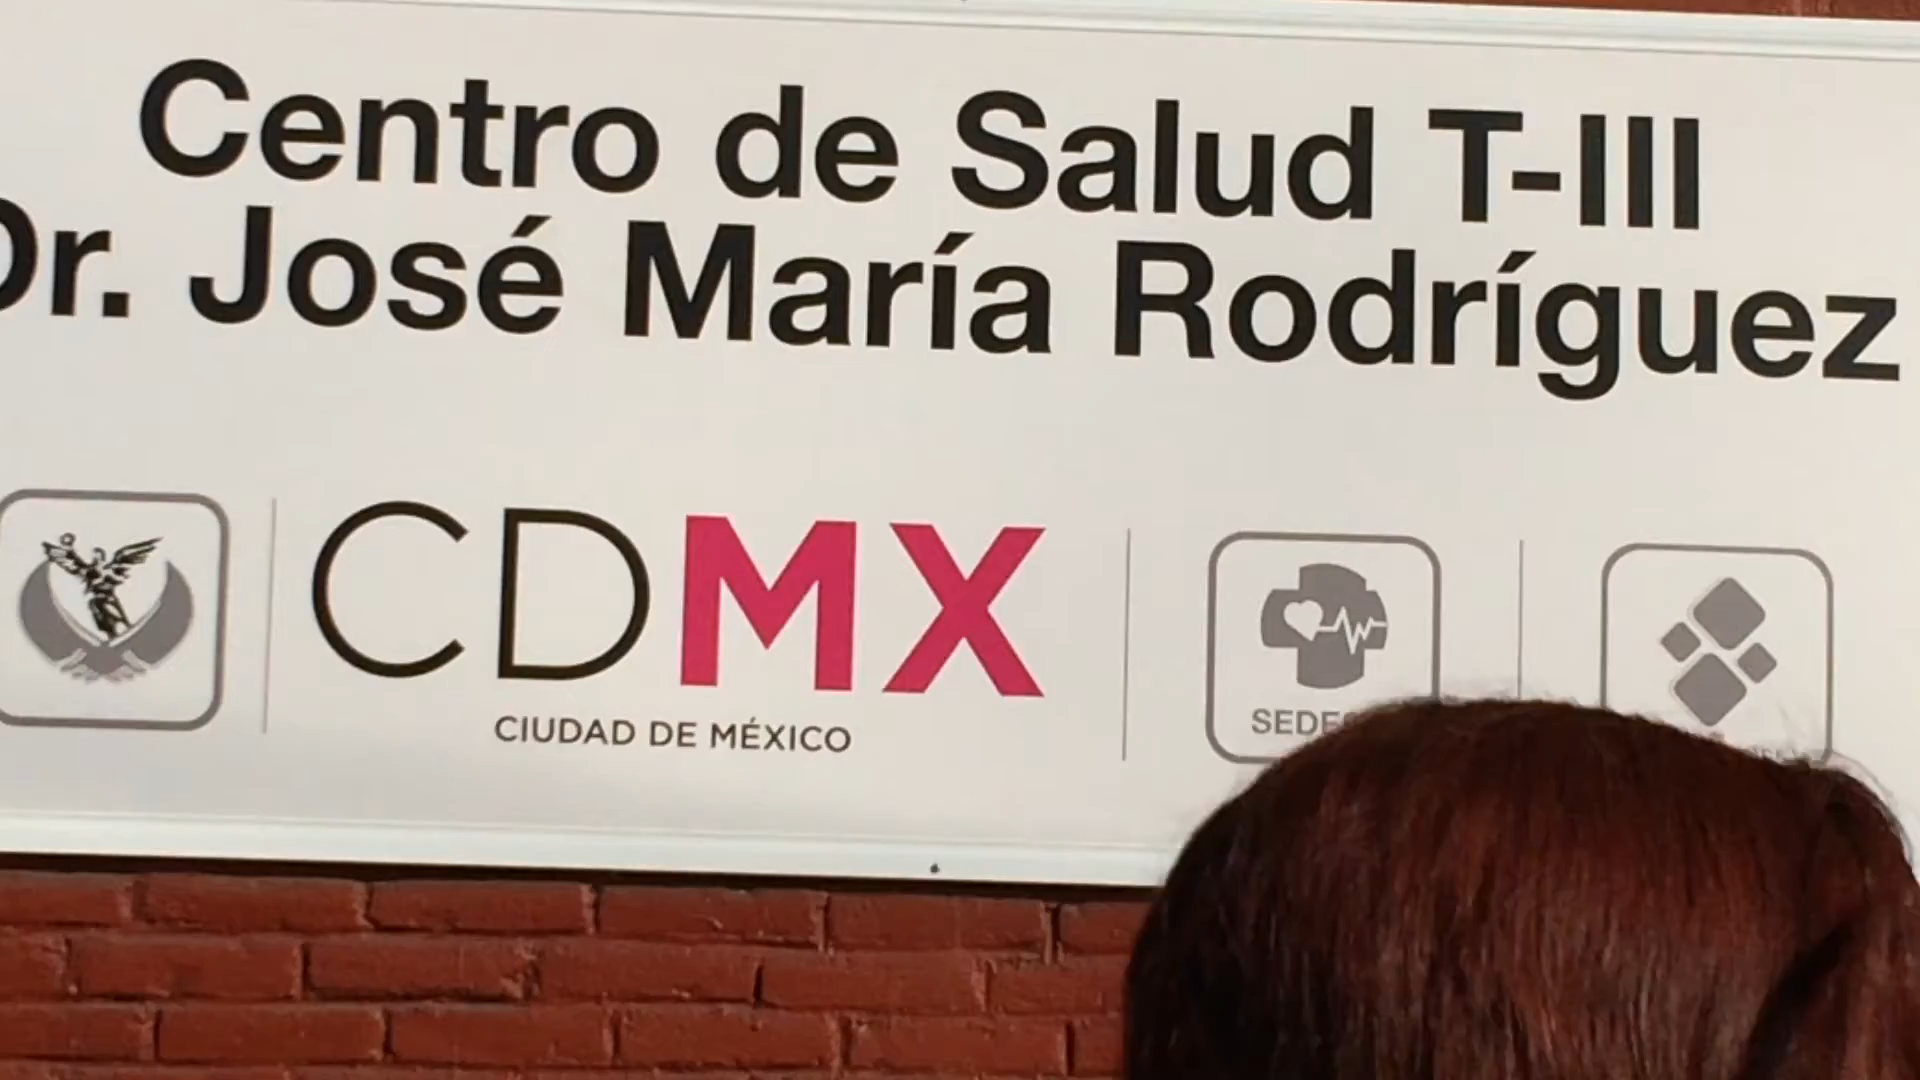 Centro de Salud T-III
Dr. José María Rodríguez
CDMX
CIUDAD DE MÉXICO